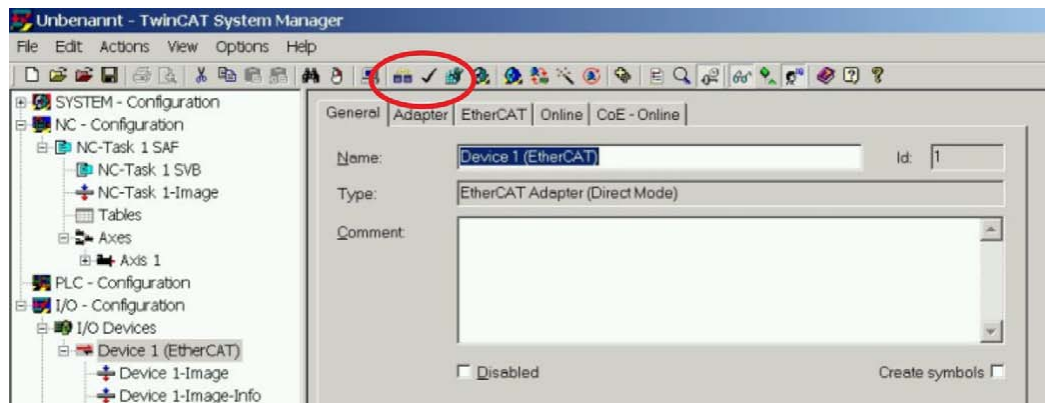 Unbenannt - TwinCAT System Manager
File Edit Actions View Options Help
SYSTEM - Configuration
NC - Configuration
NC-Task 1 SAF
NC-Task 1 SVB
NC-Task 1-Image
Tables
Axes
Axis 1
PLC - Configuration
I/O - Configuration
I/O Devices
Device 1 (EtherCAT)
Device 1-Image
Device 1-Image-Info
General Adapter EtherCAT Online CoE - Online
Name: Device 1 (EtherCAT) Id: 1
Type: EtherCAT Adapter (Direct Mode)
Comment:
Disabled Create symbols